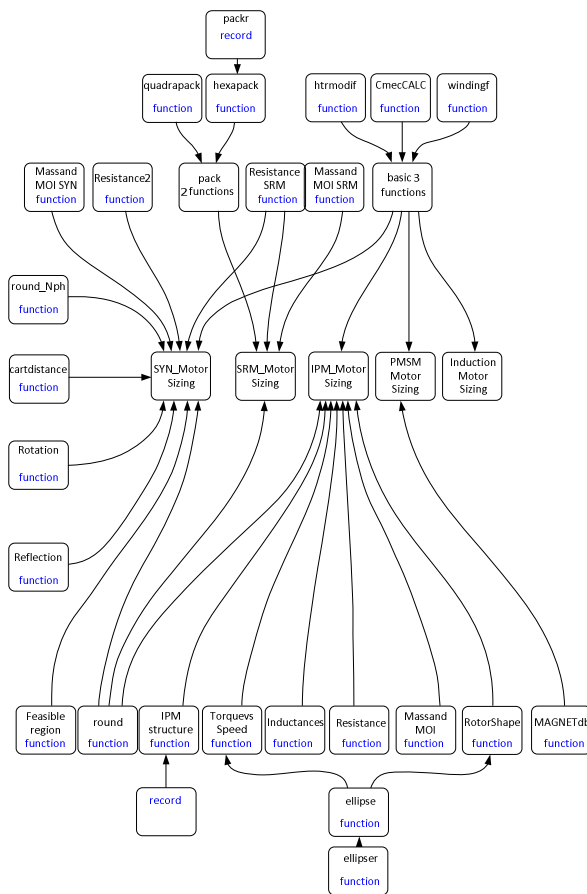 packr
record
quadrapack
function
hexapack
function
htrmodif
function
CmecCALC
function
windingf
function
Massand
MOI SYN
function
Resistance2
function
pack
2 functions
Resistance
SRM
function
Massand
MOI SRM
function
basic 3
functions
round_Nph
function
cartdistance
function
SYN_Motor
Sizing
SRM_Motor
Sizing
IPM_Motor
Sizing
PMSM
Motor
Sizing
Induction
Motor
Sizing
Rotation
function
Reflection
function
Feasible
region
function
round
function
IPM
structure
function
Torquevs
Speed
function
Inductances
function
Resistance
function
Massand
MOI
function
RotorShape
function
MAGNETdb
function
record
ellipse
function
ellipser
function